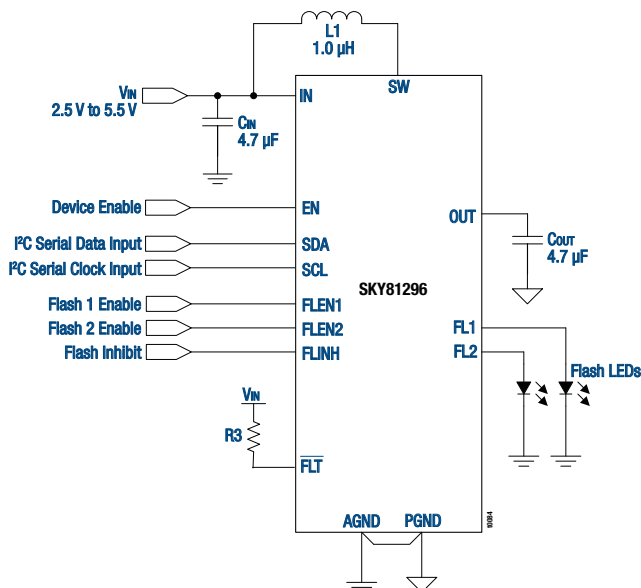 L1
1.0 µH
SW
VIN
2.5 V to 5.5 V
IN
CIN
4.7 µF
Device Enable
EN
OUT
I²C Serial Data Input
SDA
COUT
4.7 µF
I²C Serial Clock Input
SCL
SKY81296
Flash 1 Enable
FLEN1
Flash 2 Enable
FLEN2
FL1
Flash Inhibit
FLINH
FL2
Flash LEDs
VIN
R3
FLT
AGND
PGND
10084